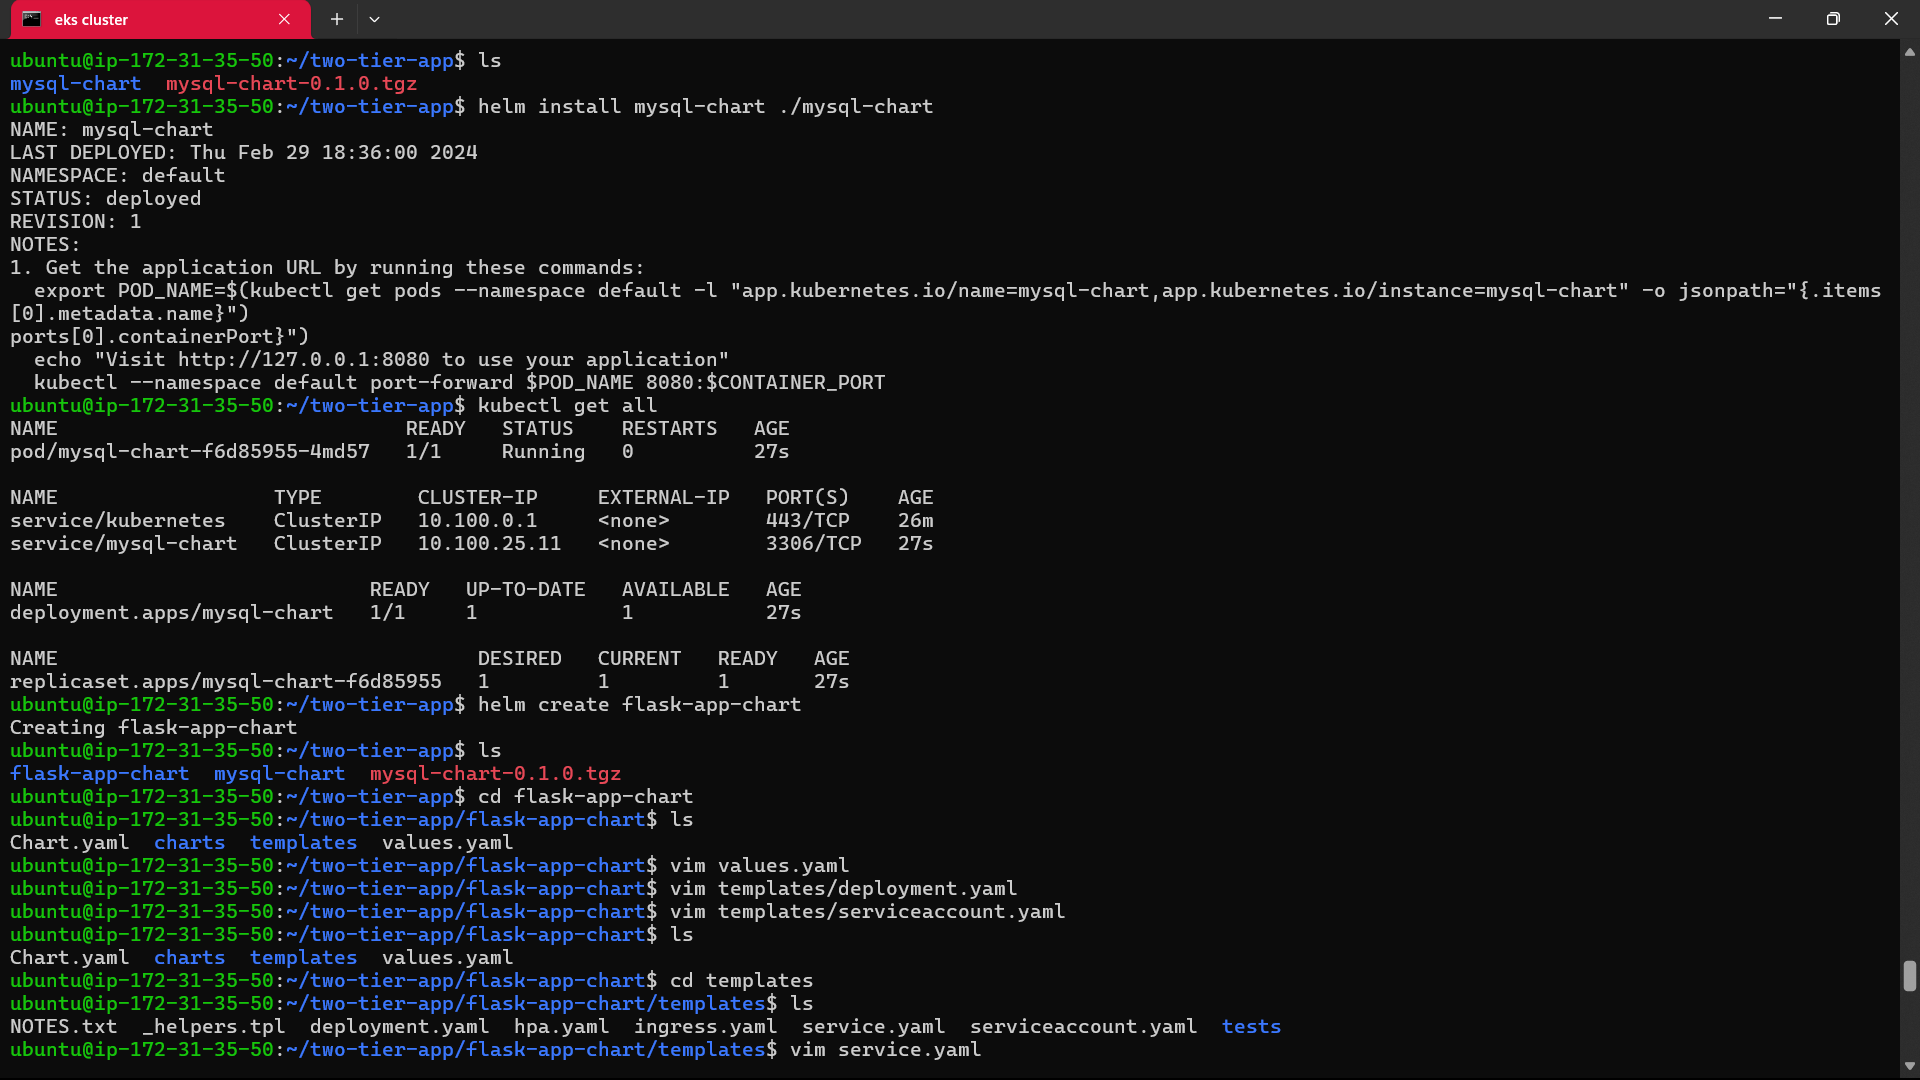 eks cluster
ubuntu@ip-172-31-35-50:~/two-tier-app$ ls
mysql-chart  mysql-chart-0.1.0.tgz
ubuntu@ip-172-31-35-50:~/two-tier-app$ helm install mysql-chart ./mysql-chart
NAME: mysql-chart
LAST DEPLOYED: Thu Feb 29 18:36:00 2024
NAMESPACE: default
STATUS: deployed
REVISION: 1
NOTES:
1. Get the application URL by running these commands:
  export POD_NAME=$(kubectl get pods --namespace default -l "app.kubernetes.io/name=mysql-chart,app.kubernetes.io/instance=mysql-chart" -o jsonpath="{.items
[0].metadata.name}")
ports[0].containerPort}")
  echo "Visit http://127.0.0.1:8080 to use your application"
  kubectl --namespace default port-forward $POD_NAME 8080:$CONTAINER_PORT
ubuntu@ip-172-31-35-50:~/two-tier-app$ kubectl get all
NAME                             READY   STATUS    RESTARTS   AGE
pod/mysql-chart-f6d85955-4md57   1/1     Running   0          27s

NAME                  TYPE        CLUSTER-IP     EXTERNAL-IP   PORT(S)    AGE
service/kubernetes    ClusterIP   10.100.0.1     <none>        443/TCP    26m
service/mysql-chart   ClusterIP   10.100.25.11   <none>        3306/TCP   27s

NAME                          READY   UP-TO-DATE   AVAILABLE   AGE
deployment.apps/mysql-chart   1/1     1            1           27s

NAME                                   DESIRED   CURRENT   READY   AGE
replicaset.apps/mysql-chart-f6d85955   1         1         1       27s
ubuntu@ip-172-31-35-50:~/two-tier-app$ helm create flask-app-chart
Creating flask-app-chart
ubuntu@ip-172-31-35-50:~/two-tier-app$ ls
flask-app-chart  mysql-chart  mysql-chart-0.1.0.tgz
ubuntu@ip-172-31-35-50:~/two-tier-app$ cd flask-app-chart
ubuntu@ip-172-31-35-50:~/two-tier-app/flask-app-chart$ ls
Chart.yaml  charts  templates  values.yaml
ubuntu@ip-172-31-35-50:~/two-tier-app/flask-app-chart$ vim values.yaml
ubuntu@ip-172-31-35-50:~/two-tier-app/flask-app-chart$ vim templates/deployment.yaml
ubuntu@ip-172-31-35-50:~/two-tier-app/flask-app-chart$ vim templates/serviceaccount.yaml
ubuntu@ip-172-31-35-50:~/two-tier-app/flask-app-chart$ ls
Chart.yaml  charts  templates  values.yaml
ubuntu@ip-172-31-35-50:~/two-tier-app/flask-app-chart$ cd templates
ubuntu@ip-172-31-35-50:~/two-tier-app/flask-app-chart/templates$ ls
NOTES.txt  _helpers.tpl  deployment.yaml  hpa.yaml  ingress.yaml  service.yaml  serviceaccount.yaml  tests
ubuntu@ip-172-31-35-50:~/two-tier-app/flask-app-chart/templates$ vim service.yaml